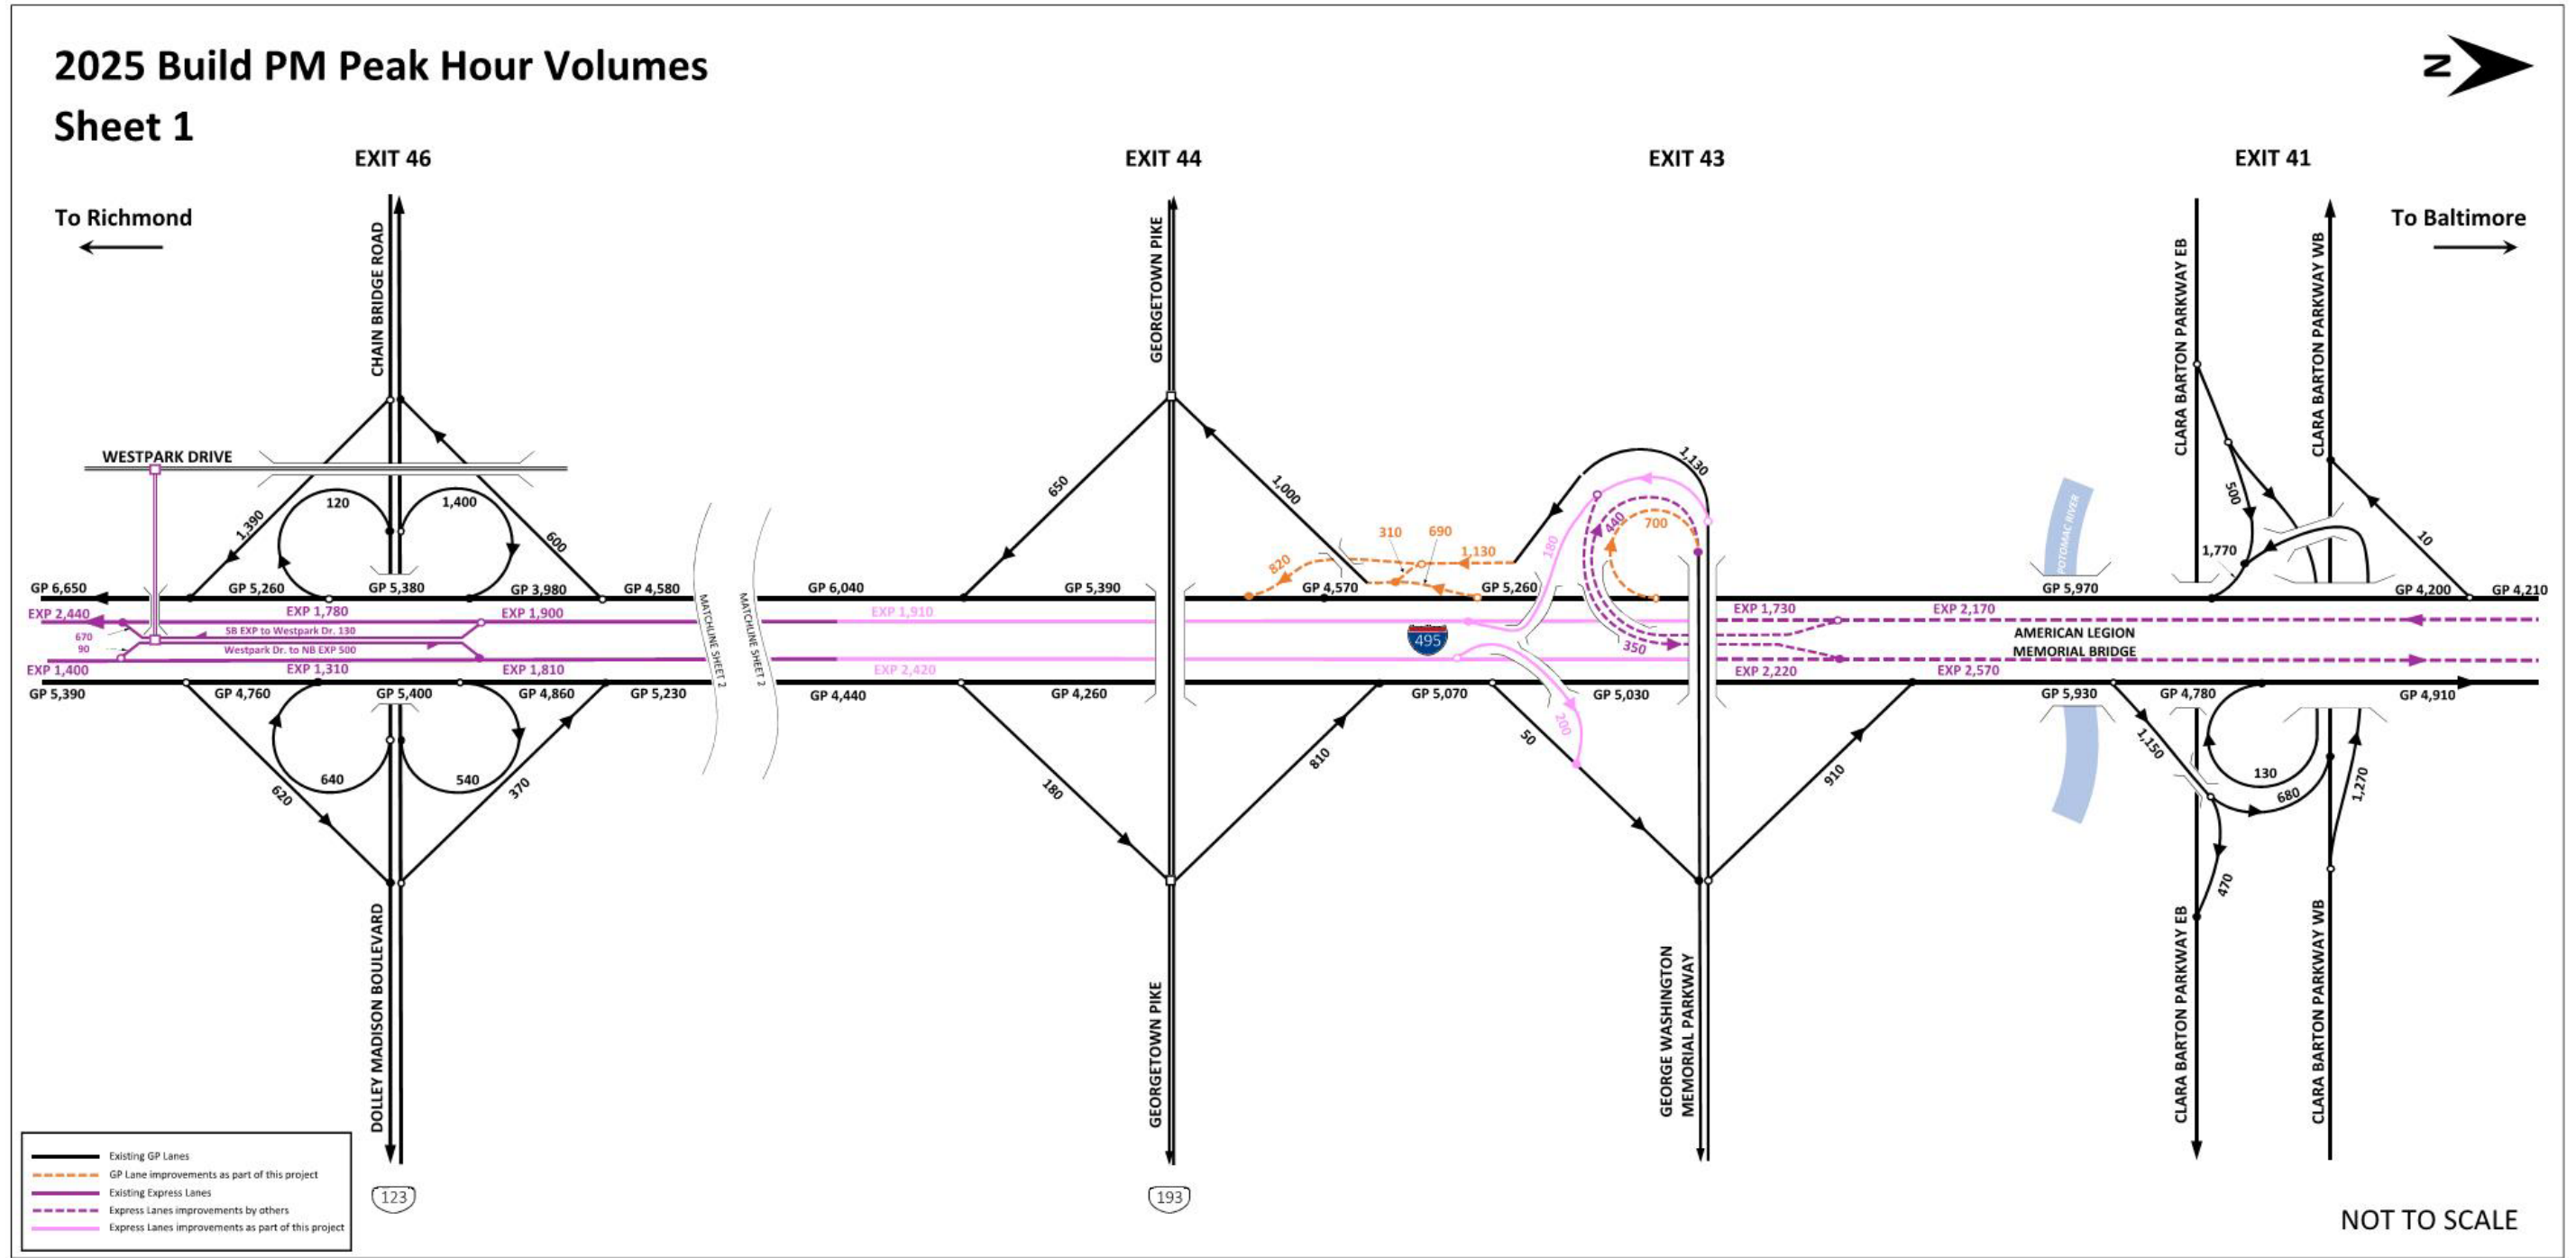 2025 Build PM Peak Hour Volumes
Sheet 1
N
EXIT 46
EXIT 44
EXIT 43
EXIT 41
To Richmond
To Baltimore
CHAIN BRIDGE ROAD
GEORGETOWN PIKE
CLARA BARTON PARKWAY EB
CLARA BARTON PARKWAY WB
WESTPARK DRIVE
1,390
120
1,400
600
650
1,000
310
690
820
1,130
180
1,130
440
700
350
POTOMAC RIVER
500
1,770
10
GP 6,650
GP 5,260
GP 5,380
GP 3,980
GP 4,580
GP 6,040
GP 5,390
GP 4,570
GP 5,260
GP 5,970
GP 4,200
GP 4,210
EXP 2,440
EXP 1,780
EXP 1,900
EXP 1,910
EXP 1,730
EXP 2,170
670
90
SB EXP to Westpark Dr. 130
Westpark Dr. to NB EXP 500
MATCHLINE SHEET 2
MATCHLINE SHEET 2
495
AMERICAN LEGION
MEMORIAL BRIDGE
EXP 1,400
EXP 1,310
EXP 1,810
EXP 2,420
EXP 2,220
EXP 2,570
GP 5,390
GP 4,760
GP 5,400
GP 4,860
GP 5,230
GP 4,440
GP 4,260
GP 5,070
GP 5,030
GP 5,930
GP 4,780
GP 4,910
620
640
540
370
180
810
50
200
910
1,150
130
680
1,270
470
DOLLEY MADISON BOULEVARD
GEORGETOWN PIKE
GEORGE WASHINGTON
MEMORIAL PARKWAY
CLARA BARTON PARKWAY EB
CLARA BARTON PARKWAY WB
Existing GP Lanes
GP Lane improvements as part of this project
Existing Express Lanes
Express Lanes improvements by others
Express Lanes improvements as part of this project
123
193
NOT TO SCALE